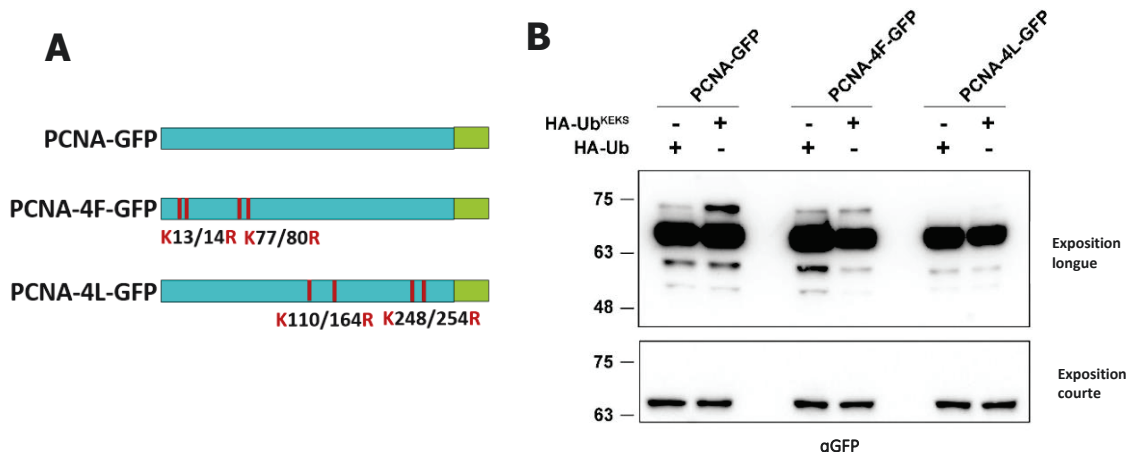 A
PCNA-GFP
PCNA-4F-GFP
K13/14R K77/80R
PCNA-4L-GFP
K110/164R K248/254R
B
PCNA-GFP
PCNA-4F-GFP
PCNA-4L-GFP
HA-Ub^KEKS - + - + - +
HA-Ub + - + - + -
75
63
48
Exposition
longue
75
63
Exposition
courte
αGFP